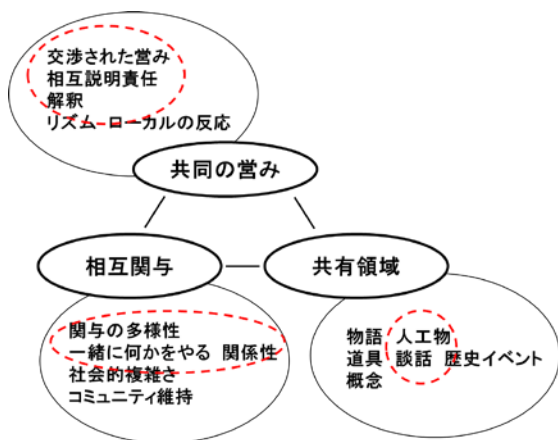 交渉された営み
相互説明責任
解釈
リズム ローカルの反応
共同の営み
相互関与
共有領域
関与の多様性
一緒に何かをやる 関係性
社会的複雑さ
コミュニティ維持
物語 人工物
道具 談話 歴史イベント
概念